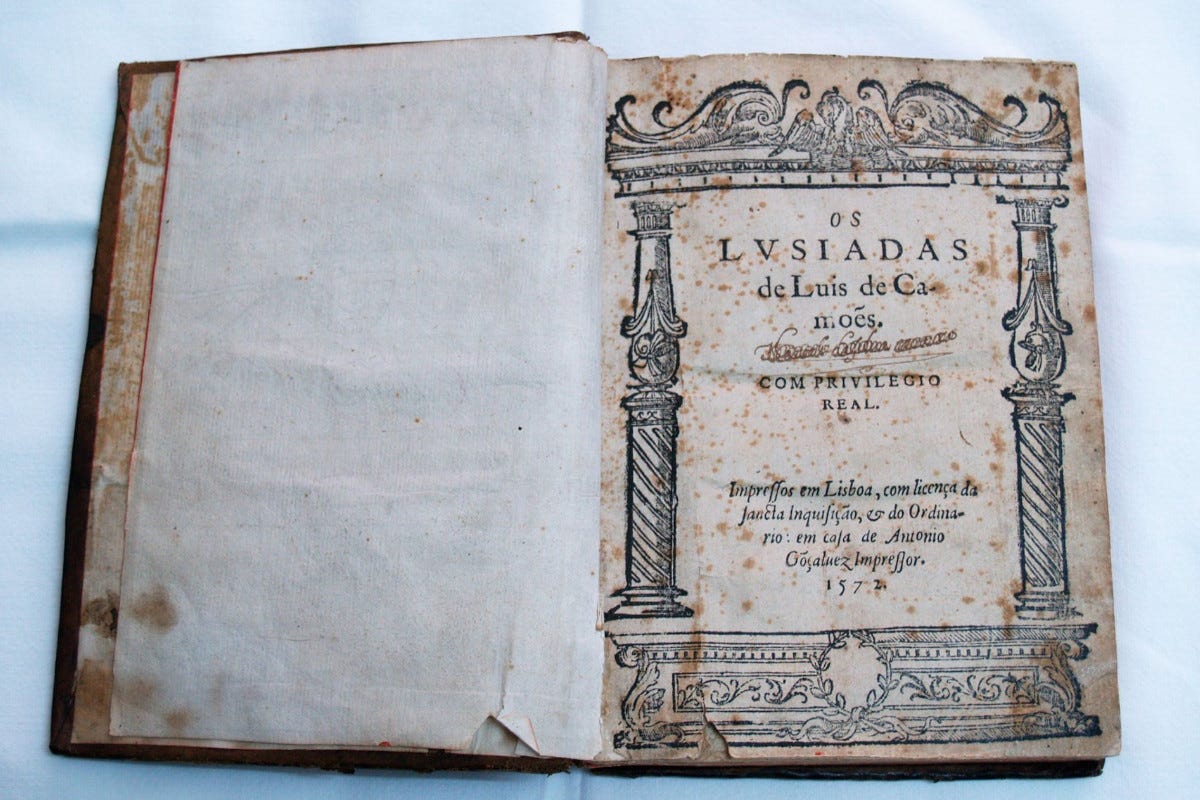 OS
LVSIADAS
de Luis de Ca-
moẽs.
COM PRIVILEGIO
REAL.
Impreſſos em Lisboa, com licença da
ſancta Inquiſição, & do Ordina-
rio: em caſa de Antonio
Gõçaluez Impreſſor.
1572.